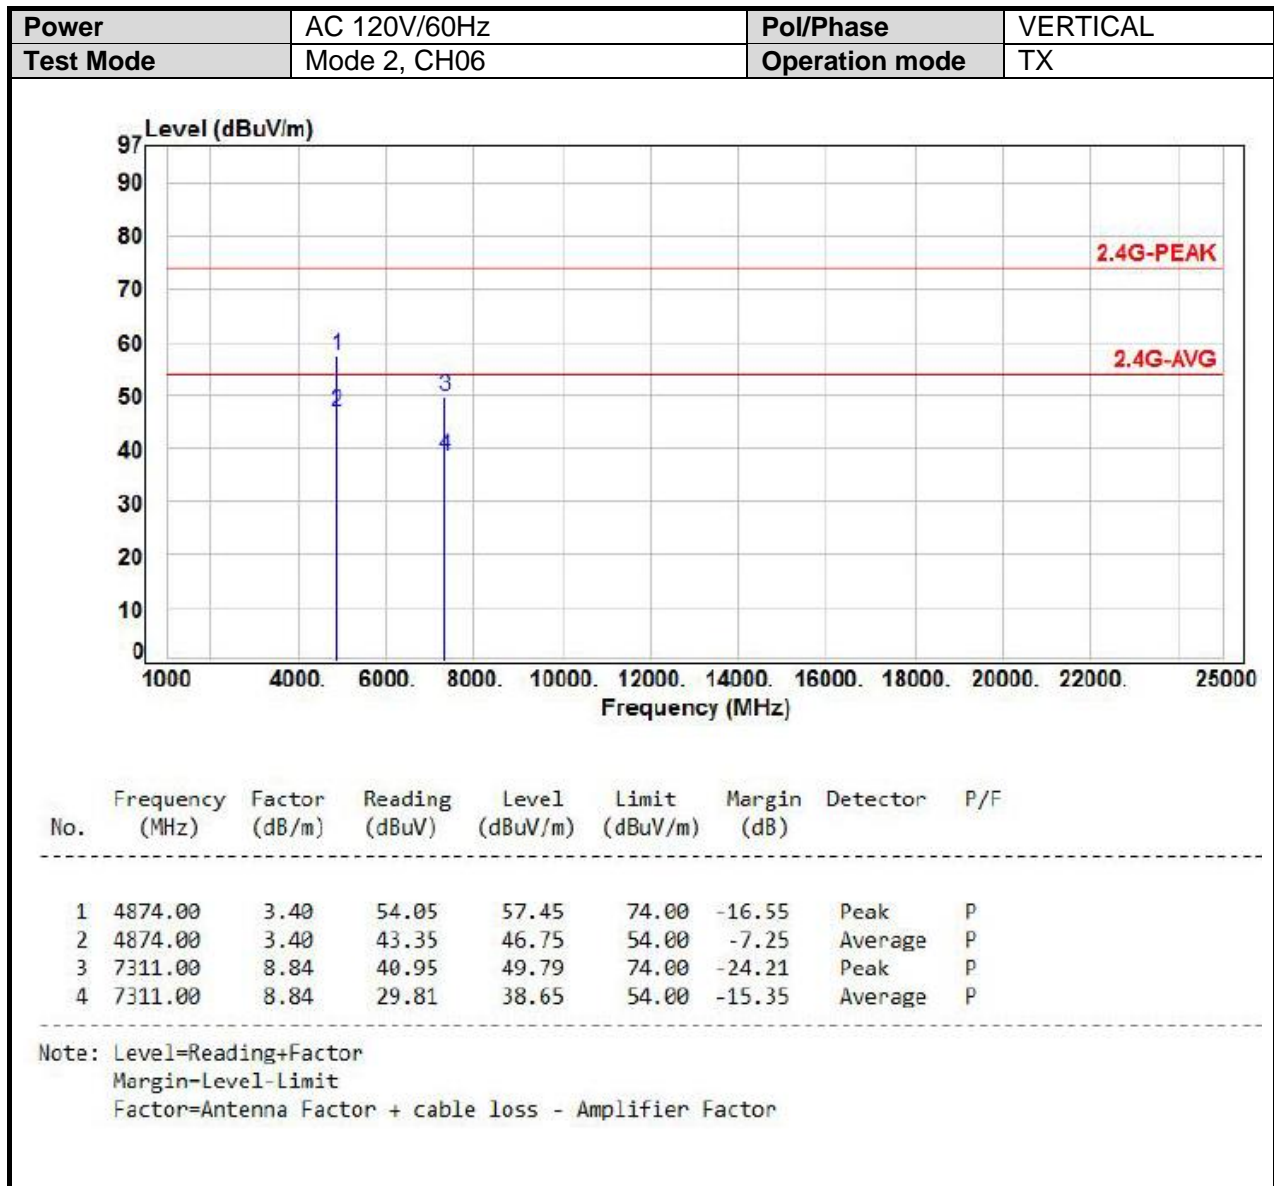 Power AC 120V/60Hz Pol/Phase VERTICAL
Test Mode Mode 2, CH06 Operation mode TX
Level (dBuV/m)
97
90
80
2.4G-PEAK
70
60
1
2.4G-AVG
3
50
2
4
40
30
20
10
0
1000 4000. 6000. 8000. 10000. 12000. 14000. 16000. 18000. 20000. 22000. 25000
Frequency (MHz)
Frequency Factor Reading Level Limit Margin Detector P/F
No. (MHz) (dB/m) (dBuV) (dBuV/m) (dBuV/m) (dB)
1 4874.00 3.40 54.05 57.45 74.00 -16.55 Peak P
2 4874.00 3.40 43.35 46.75 54.00 -7.25 Average P
3 7311.00 8.84 40.95 49.79 74.00 -24.21 Peak P
4 7311.00 8.84 29.81 38.65 54.00 -15.35 Average P
Note: Level=Reading+Factor
Margin=Level-Limit
Factor=Antenna Factor + cable loss - Amplifier Factor